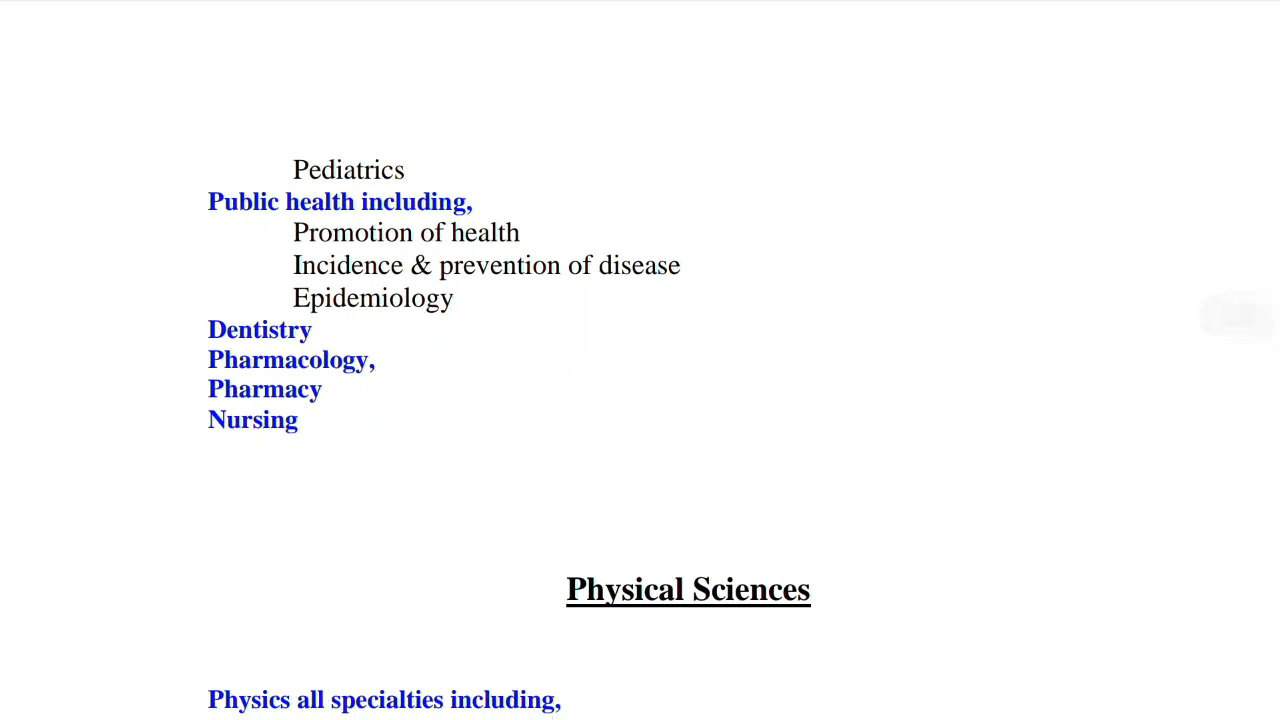 Pediatrics
Public health including,
Promotion of health
Incidence & prevention of disease
Epidemiology
Dentistry
Pharmacology,
Pharmacy
Nursing
Physical Sciences
Physics all specialties including,